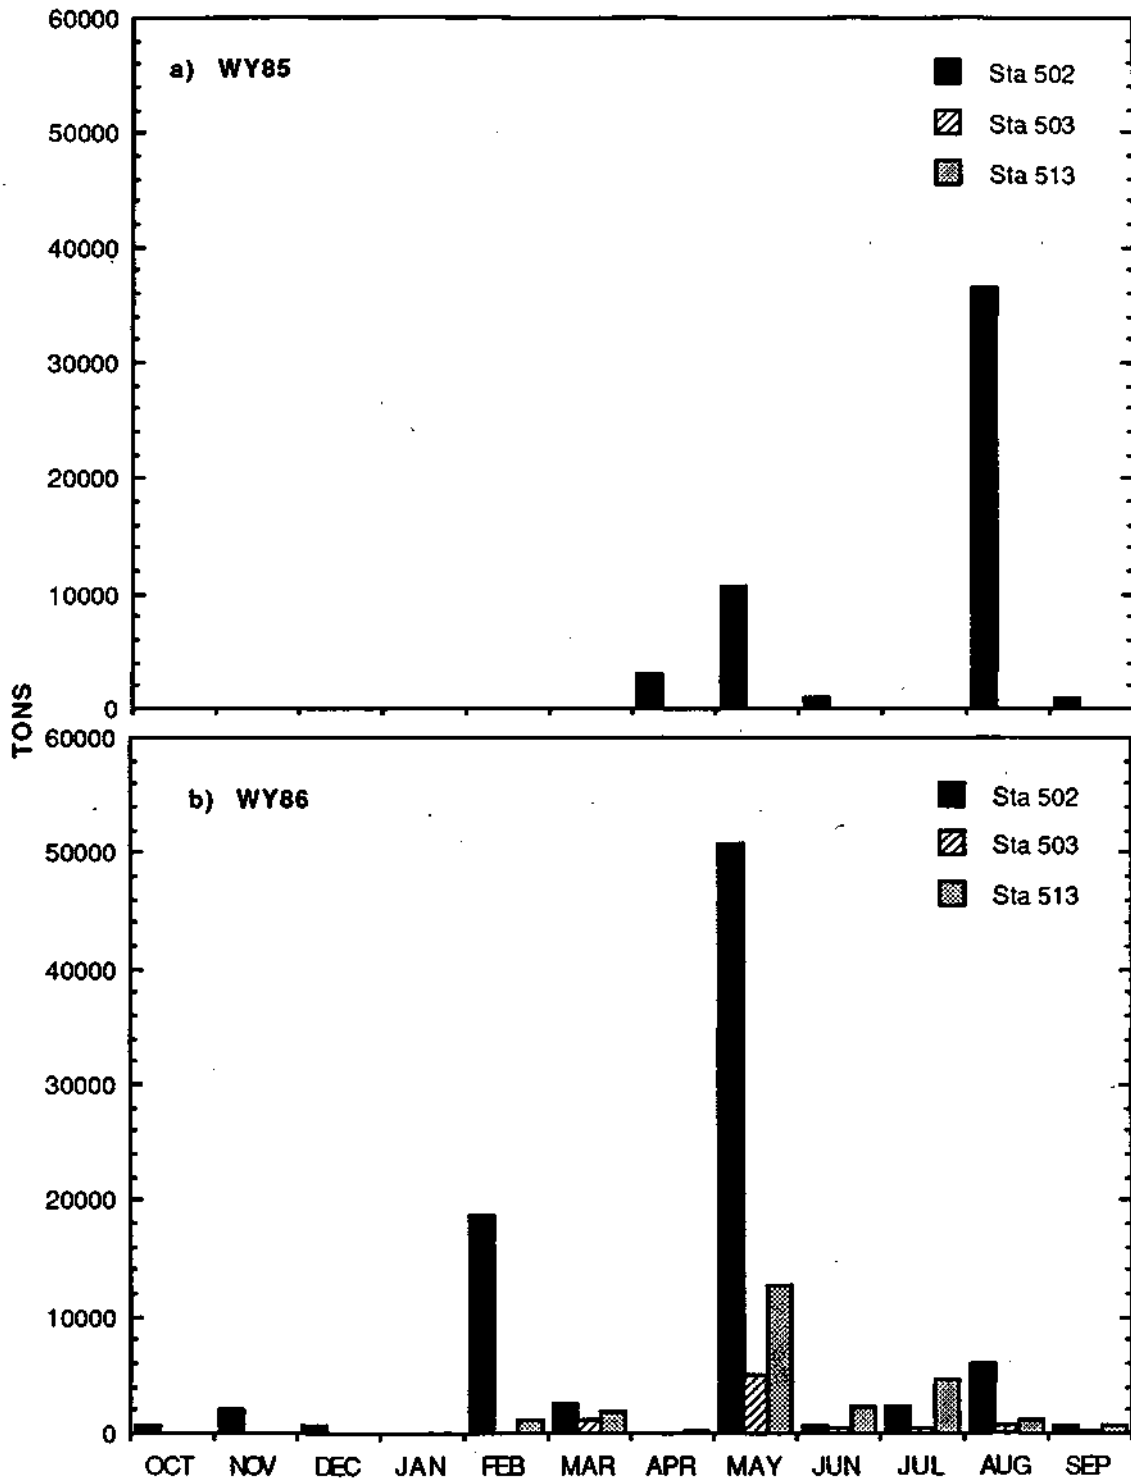 60000
a) WY85
Sta 502
50000
Sta 503
Sta 513
40000
30000
20000
10000
0
TONS
60000
b) WY86
Sta 502
50000
Sta 503
Sta 513
40000
30000
20000
10000
0
OCT NOV DEC JAN FEB MAR APR MAY JUN JUL AUG SEP